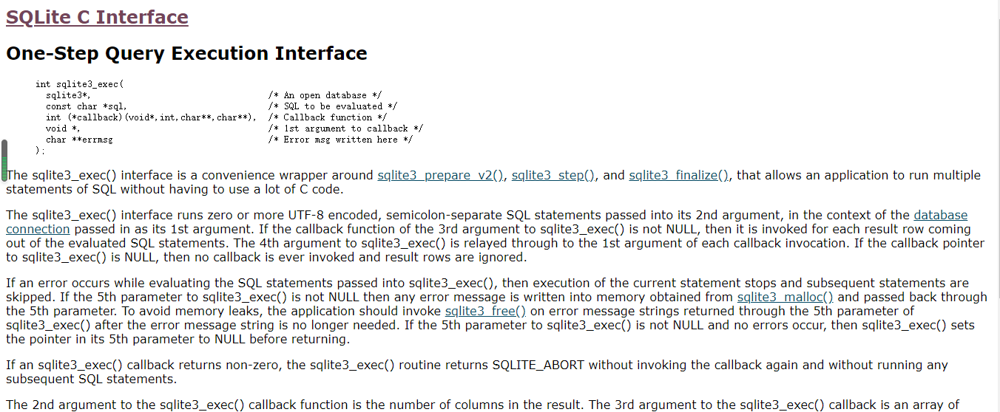 SQLite C Interface
One-Step Query Execution Interface
int sqlite3_exec(
sqlite3*, /* An open database */
const char *sql, /* SQL to be evaluated */
int (*callback)(void*,int,char**,char**), /* Callback function */
void *, /* 1st argument to callback */
char **errmsg /* Error msg written here */
);
The sqlite3_exec() interface is a convenience wrapper around sqlite3_prepare_v2(), sqlite3_step(), and sqlite3_finalize(), that allows an application to run multiple
statements of SQL without having to use a lot of C code.
The sqlite3_exec() interface runs zero or more UTF-8 encoded, semicolon-separate SQL statements passed into its 2nd argument, in the context of the database
connection passed in as its 1st argument. If the callback function of the 3rd argument to sqlite3_exec() is not NULL, then it is invoked for each result row coming
out of the evaluated SQL statements. The 4th argument to sqlite3_exec() is relayed through to the 1st argument of each callback invocation. If the callback pointer
to sqlite3_exec() is NULL, then no callback is ever invoked and result rows are ignored.
If an error occurs while evaluating the SQL statements passed into sqlite3_exec(), then execution of the current statement stops and subsequent statements are
skipped. If the 5th parameter to sqlite3_exec() is not NULL then any error message is written into memory obtained from sqlite3_malloc() and passed back through
the 5th parameter. To avoid memory leaks, the application should invoke sqlite3_free() on error message strings returned through the 5th parameter of
sqlite3_exec() after the error message string is no longer needed. If the 5th parameter to sqlite3_exec() is not NULL and no errors occur, then sqlite3_exec() sets
the pointer in its 5th parameter to NULL before returning.
If an sqlite3_exec() callback returns non-zero, the sqlite3_exec() routine returns SQLITE_ABORT without invoking the callback again and without running any
subsequent SQL statements.
The 2nd argument to the sqlite3_exec() callback function is the number of columns in the result. The 3rd argument to the sqlite3_exec() callback is an array of